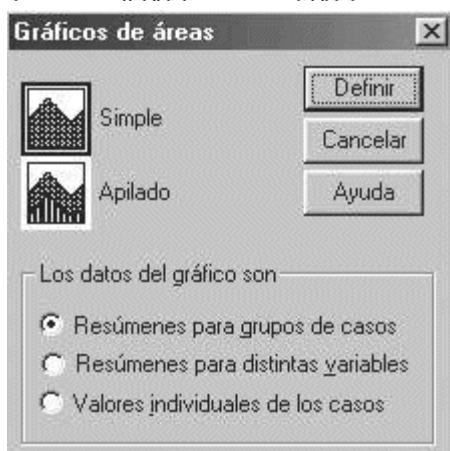 Gráficos de áreas
Simple
Definir
Cancelar
Apilado
Ayuda
Los datos del gráfico son
Resúmenes para grupos de casos
Resúmenes para distintas variables
Valores individuales de los casos